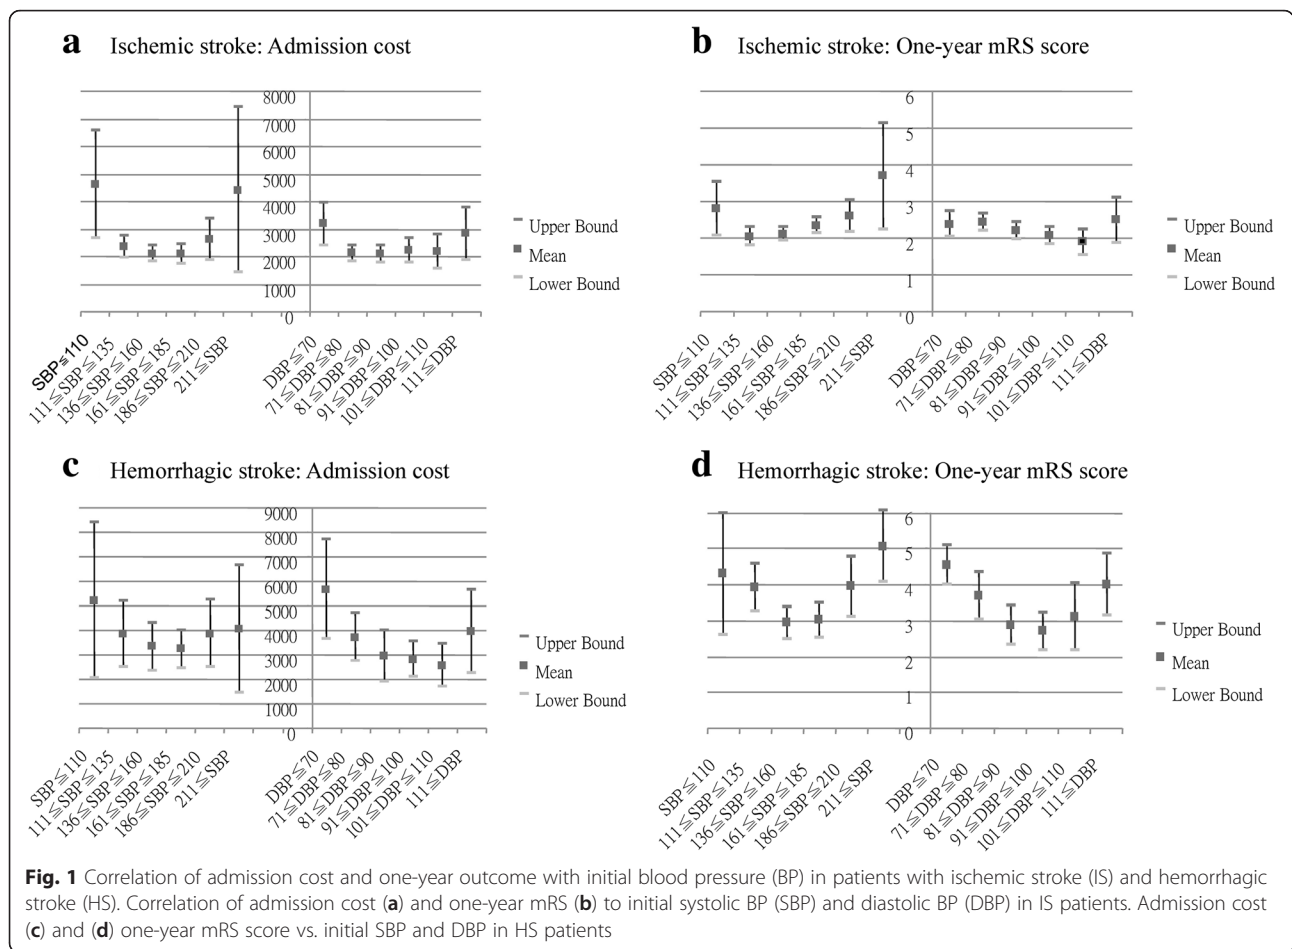 a Ischemic stroke: Admission cost
8000
7000
6000
5000
4000
3000
2000
1000
0
SBP≦110
111≦SBP≦135
136≦SBP≦160
161≦SBP≦185
186≦SBP≦210
211≦SBP
DBP≦70
71≦DBP≦80
81≦DBP≦90
91≦DBP≦100
101≦DBP≦110
111≦DBP
Upper Bound
Mean
Lower Bound
b Ischemic stroke: One-year mRS score
6
5
4
3
2
1
0
SBP≦110
111≦SBP≦135
136≦SBP≦160
161≦SBP≦185
186≦SBP≦210
211≦SBP
DBP≦70
71≦DBP≦80
81≦DBP≦90
91≦DBP≦100
101≦DBP≦110
111≦DBP
Upper Bound
Mean
Lower Bound
c Hemorrhagic stroke: Admission cost
9000
8000
7000
6000
5000
4000
3000
2000
1000
0
SBP≦110
111≦SBP≦135
136≦SBP≦160
161≦SBP≦185
186≦SBP≦210
211≦SBP
DBP≦70
71≦DBP≦80
81≦DBP≦90
91≦DBP≦100
101≦DBP≦110
111≦DBP
Upper Bound
Mean
Lower Bound
d Hemorrhagic stroke: One-year mRS score
6
5
4
3
2
1
0
SBP≦110
111≦SBP≦135
136≦SBP≦160
161≦SBP≦185
186≦SBP≦210
211≦SBP
DBP≦70
71≦DBP≦80
81≦DBP≦90
91≦DBP≦100
101≦DBP≦110
111≦DBP
Upper Bound
Mean
Lower Bound
Fig. 1 Correlation of admission cost and one-year outcome with initial blood pressure (BP) in patients with ischemic stroke (IS) and hemorrhagic
stroke (HS). Correlation of admission cost (a) and one-year mRS (b) to initial systolic BP (SBP) and diastolic BP (DBP) in IS patients. Admission cost
(c) and (d) one-year mRS score vs. initial SBP and DBP in HS patients